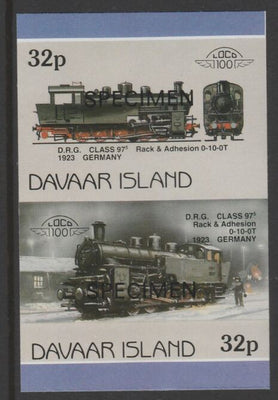 32p
LOCO
100
SPECIMEN
D.R.G. CLASS 97⁵
Rack & Adhesion 0-10-0T
1923 GERMANY
DAVAAR ISLAND
LOCO
100
D.R.G. CLASS 97⁵
Rack & Adhesion
0-10-0T
1923 GERMANY
SPECIMEN
32p
DAVAAR ISLAND